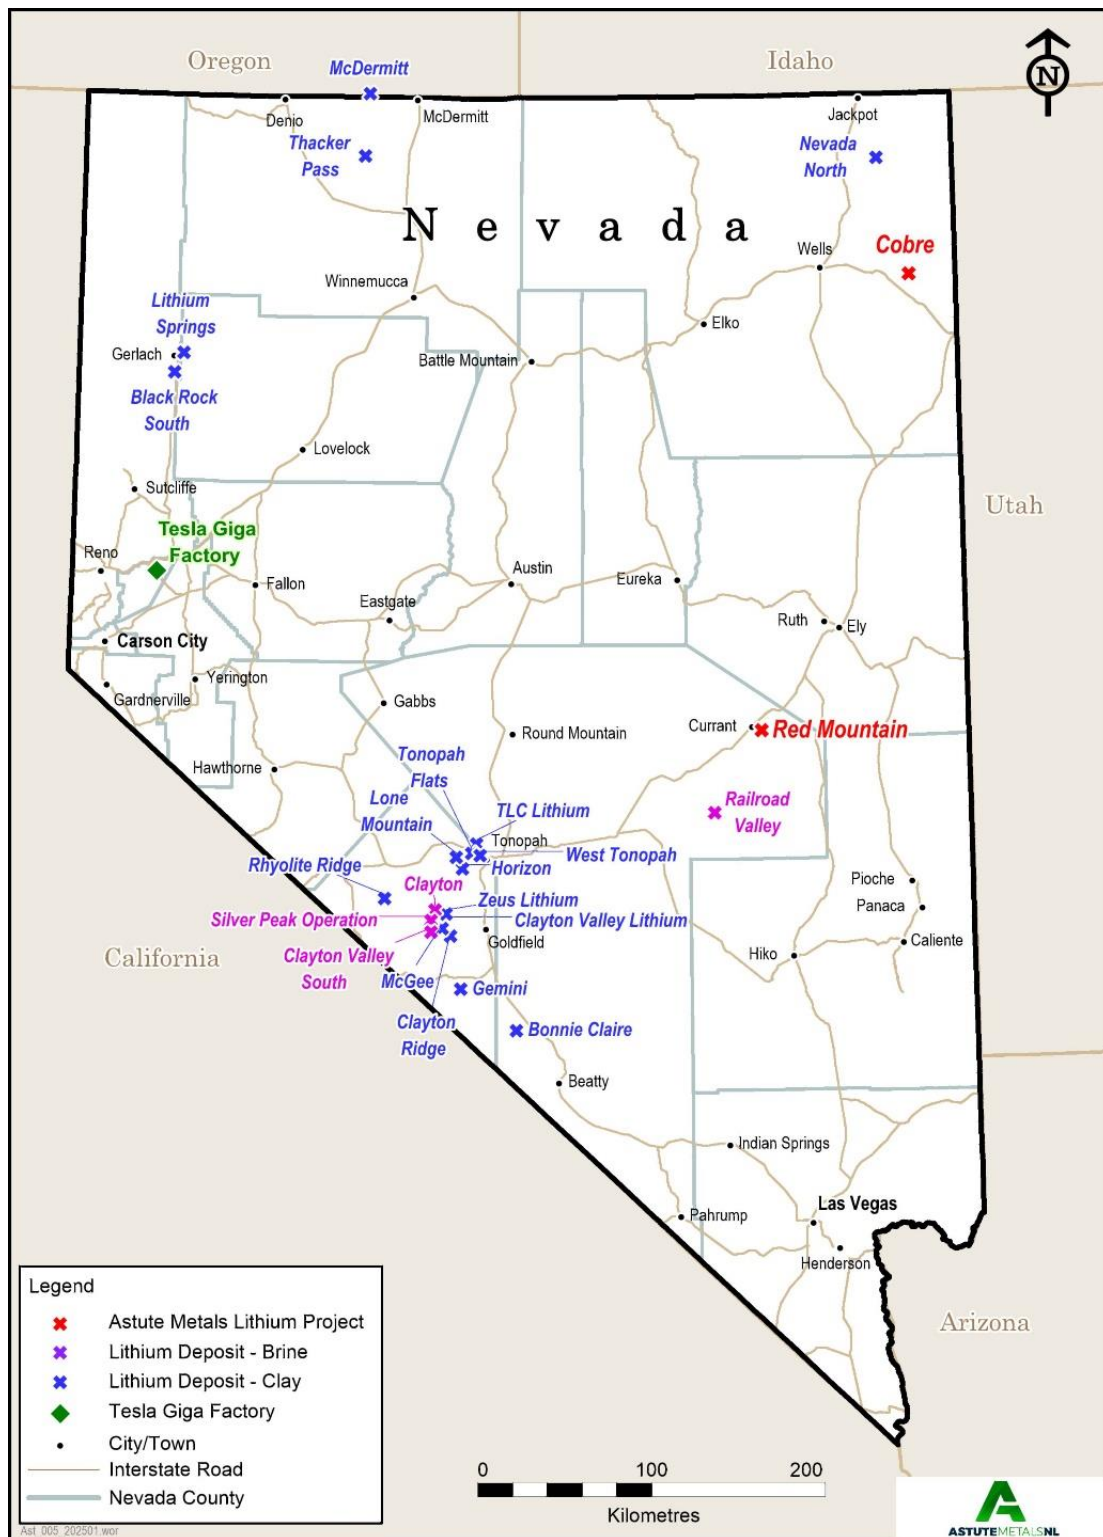 Oregon
Idaho
McDermitt
N
Denio
McDermitt
Jackpot
Thacker
Pass
Nevada
North
Nevada
Cobre
Wells
Winnemucca
Lithium
Springs
Elko
Gerlach
Battle Mountain
Black Rock
South
Lovelock
Sutcliffe
Utah
Tesla Giga
Factory
Reno
Fallon
Austin
Eureka
Eastgate
Ruth
Ely
Carson City
Yerington
Gardnerville
Gabbs
Currant
Red Mountain
Round Mountain
Tonopah
Flats
Hawthorne
Lone
Mountain
TLC Lithium
Railroad
Valley
Tonopah
West Tonopah
Rhyolite Ridge
Horizon
Clayton
Pioche
Zeus Lithium
Panaca
Silver Peak Operation
Clayton Valley Lithium
Goldfield
Caliente
California
Clayton Valley
South
Hiko
McGee
Gemini
Clayton
Ridge
Bonnie Claire
Beatty
Indian Springs
Las Vegas
Pahrump
Henderson
Arizona
Legend
Astute Metals Lithium Project
Lithium Deposit - Brine
Lithium Deposit - Clay
Tesla Giga Factory
City/Town
Interstate Road
Nevada County
0 100 200
Kilometres
ASTUTEMETALSNL
Ast_005_202501.wor